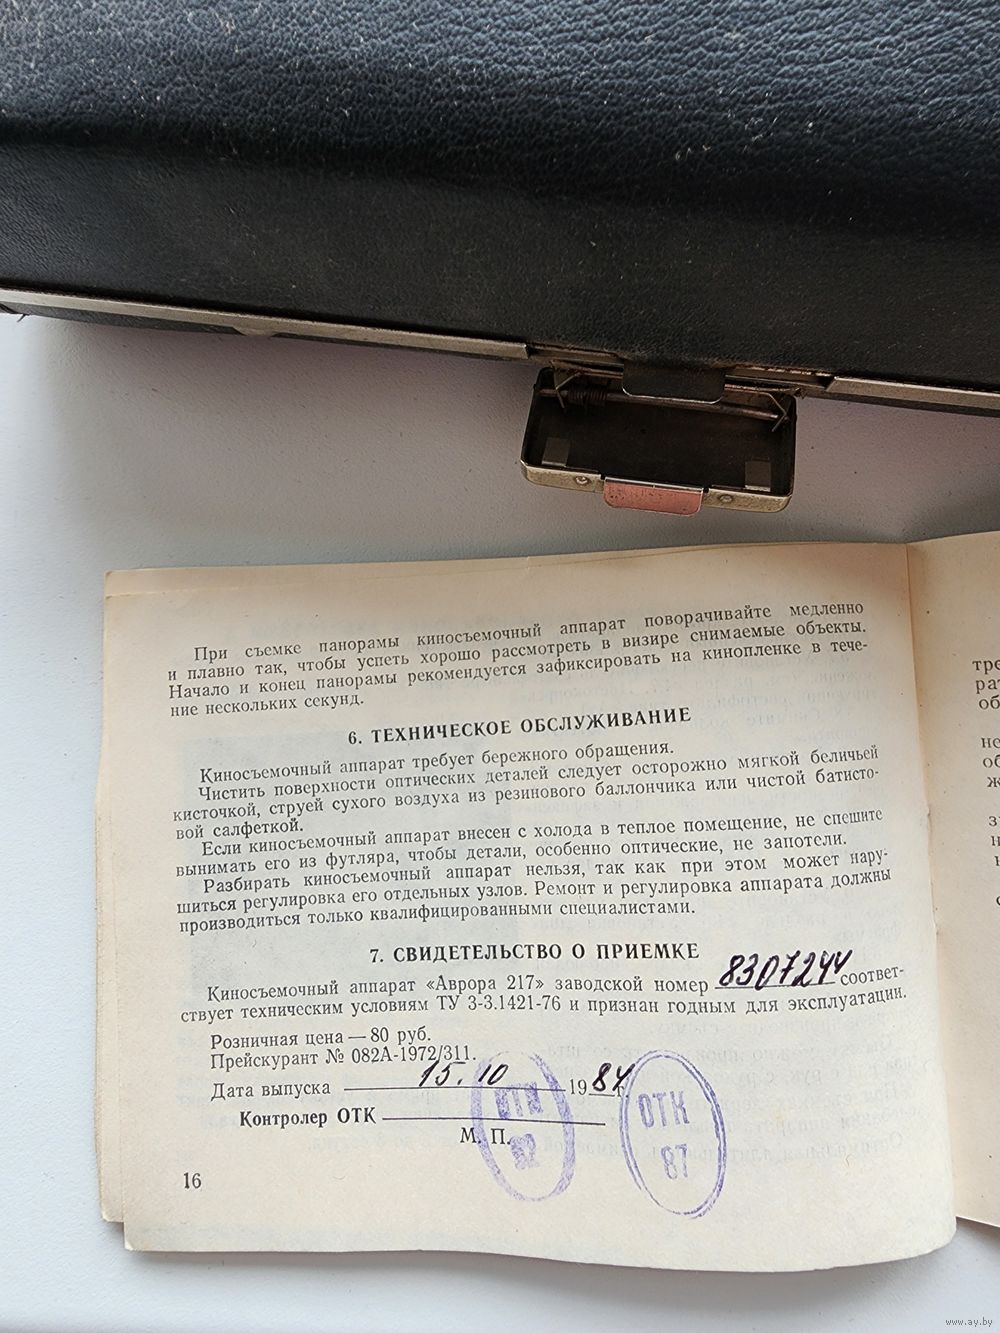 При съемке панорамы киносъемочный аппарат поворачивайте медленно
и плавно так, чтобы успеть хорошо рассмотреть в визире снимаемые объекты.
Начало и конец панорамы рекомендуется зафиксировать на кинопленке в тече-
ние нескольких секунд.
6. ТЕХНИЧЕСКОЕ ОБСЛУЖИВАНИЕ
Киносъемочный аппарат требует бережного обращения.
Чистить поверхности оптических деталей следует осторожно мягкой беличьей
кисточкой, струей сухого воздуха из резинового баллончика или чистой батисто-
вой салфеткой.
Если киносъемочный аппарат внесен с холода в теплое помещение, не спешите
вынимать его из футляра, чтобы детали, особенно оптические, не запотели.
Разбирать киносъемочный аппарат нельзя, так как при этом может нару-
шиться регулировка его отдельных узлов. Ремонт и регулировка аппарата должны
производиться только квалифицированными специалистами.
7. СВИДЕТЕЛЬСТВО О ПРИЕМКЕ
Киносъемочный аппарат «Аврора 217» заводской номер 8307244 соответ-
ствует техническим условиям ТУ 3-3.1421-76 и признан годным для эксплуатации.
Розничная цена — 80 руб.
Прейскурант № 082А-1972/311.
Дата выпуска 15.10 1984г.
Контролер ОТК
М. П.
ОТК
92
ОТК
87
16
www.ay.by